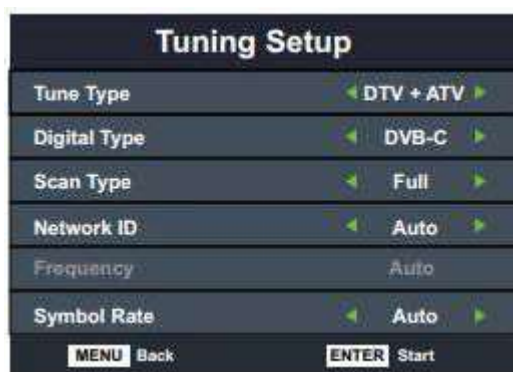 Tuning Setup
Tune Type DTV + ATV
Digital Type DVB-C
Scan Type Full
Network ID Auto
Frequency Auto
Symbol Rate Auto
MENU Back ENTER Start